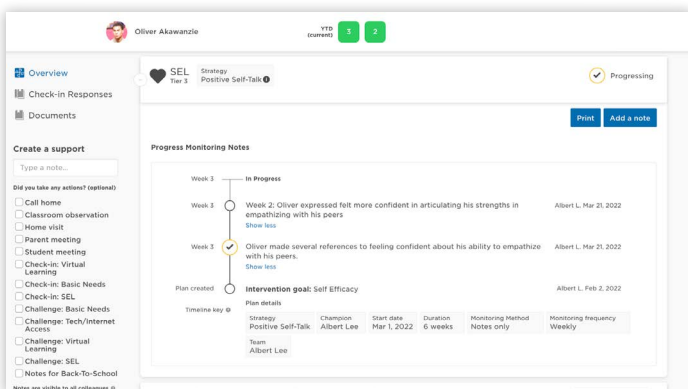 Oliver Akawanzie
YTD
(current)
3
2
Overview
Check-in Responses
Documents
Create a support
Type a note...
Did you take any actions? (optional)
Call home
Classroom observation
Home visit
Parent meeting
Student meeting
Check-in: Virtual
Learning
Check-in: Basic Needs
Check-in: SEL
Challenge: Basic Needs
Challenge: Tech/Internet
Access
Challenge: Virtual
Learning
Challenge: SEL
Notes for Back-To-School
Notes are visible to all colleagues
SEL
Tier 3
Strategy
Positive Self-Talk
Progressing
Print
Add a note
Progress Monitoring Notes
Week 3
In Progress
Week 3
Week 2: Oliver expressed felt more confident in articulating his strengths in
empathizing with his peers
Show less
Albert L. Mar 21, 2022
Week 3
Oliver made several references to feeling confident about his ability to empathize
with his peers.
Show less
Albert L. Mar 21, 2022
Plan created
Intervention goal: Self Efficacy
Albert L. Feb 2, 2022
Timeline key
Plan details
Strategy
Positive Self-Talk
Champion
Albert Lee
Start date
Mar 1, 2022
Duration
6 weeks
Monitoring Method
Notes only
Monitoring frequency
Weekly
Team
Albert Lee